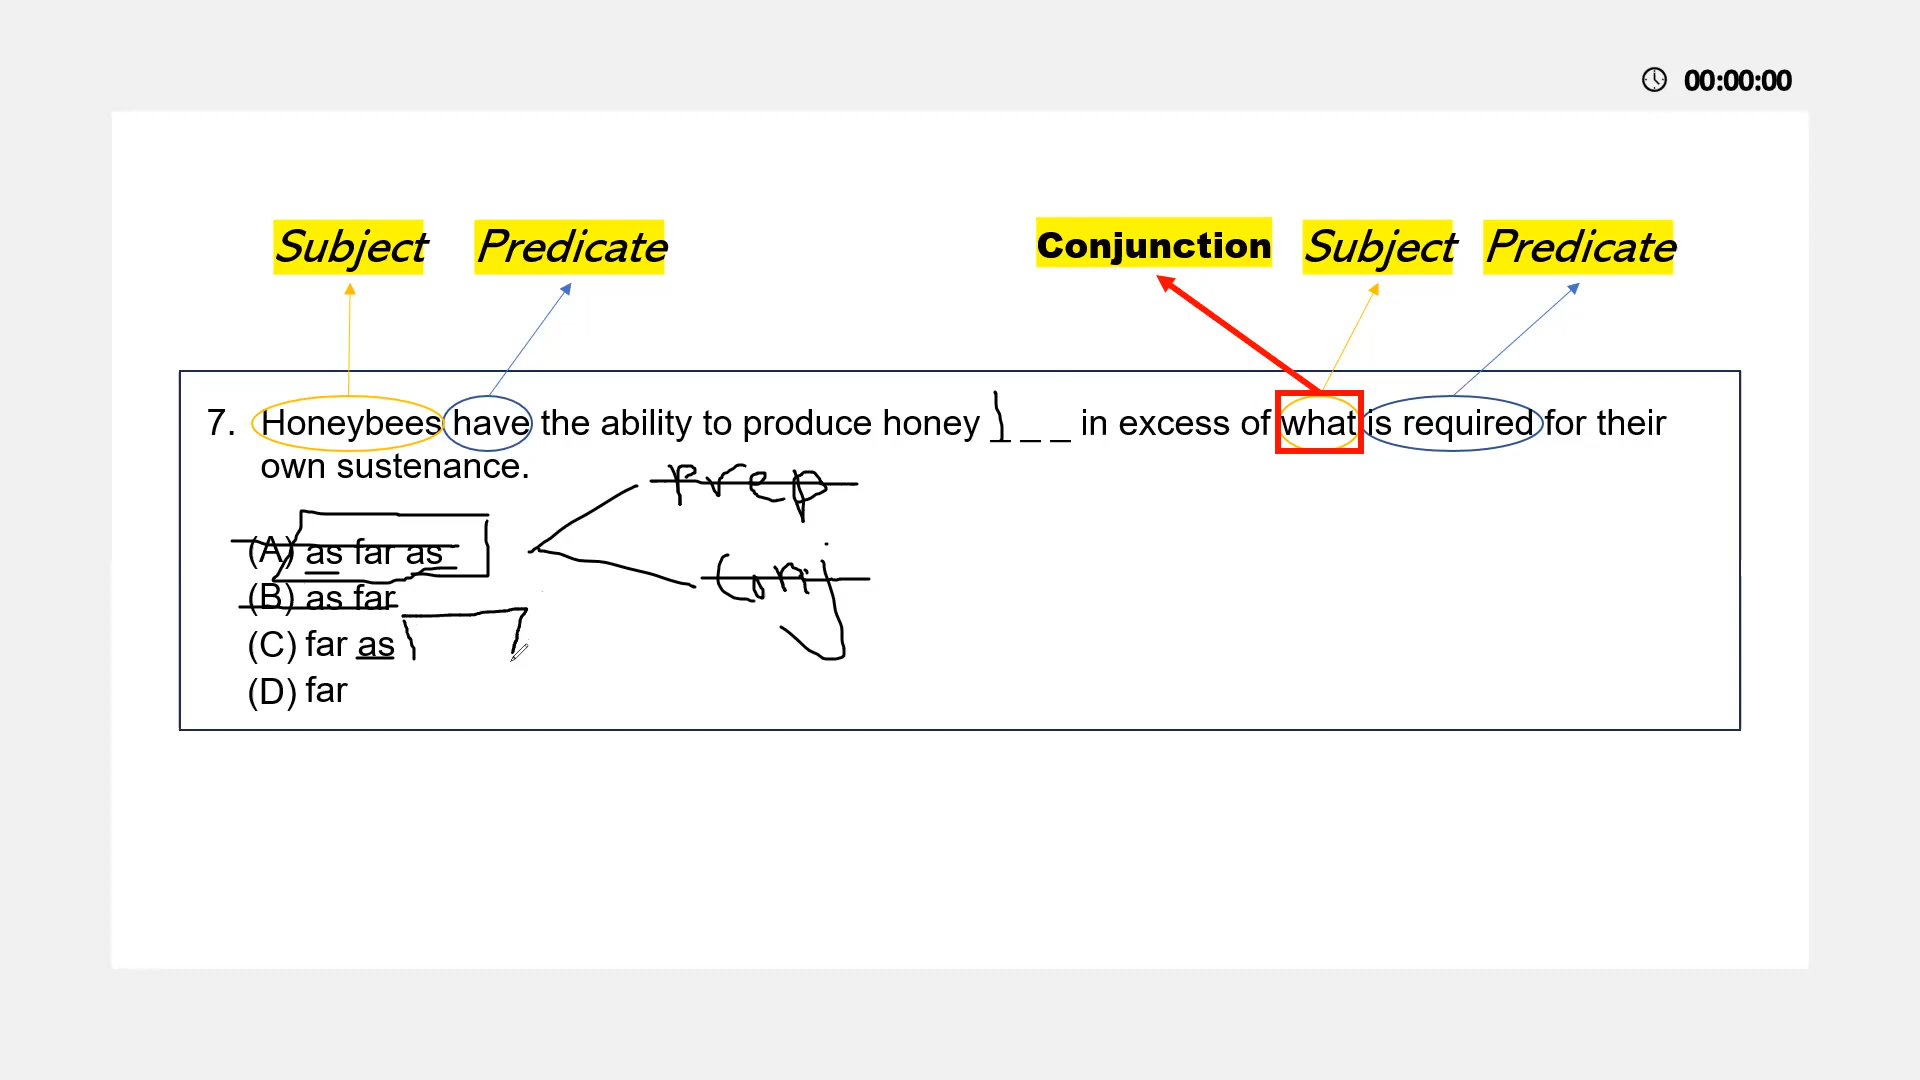 00:00:00
Subject Predicate Conjunction Subject Predicate
7. Honeybees have the ability to produce honey _ _ _ in excess of what is required for their
own sustenance.
prep
(A) as far as
conj
(B) as far
(C) far as
(D) far